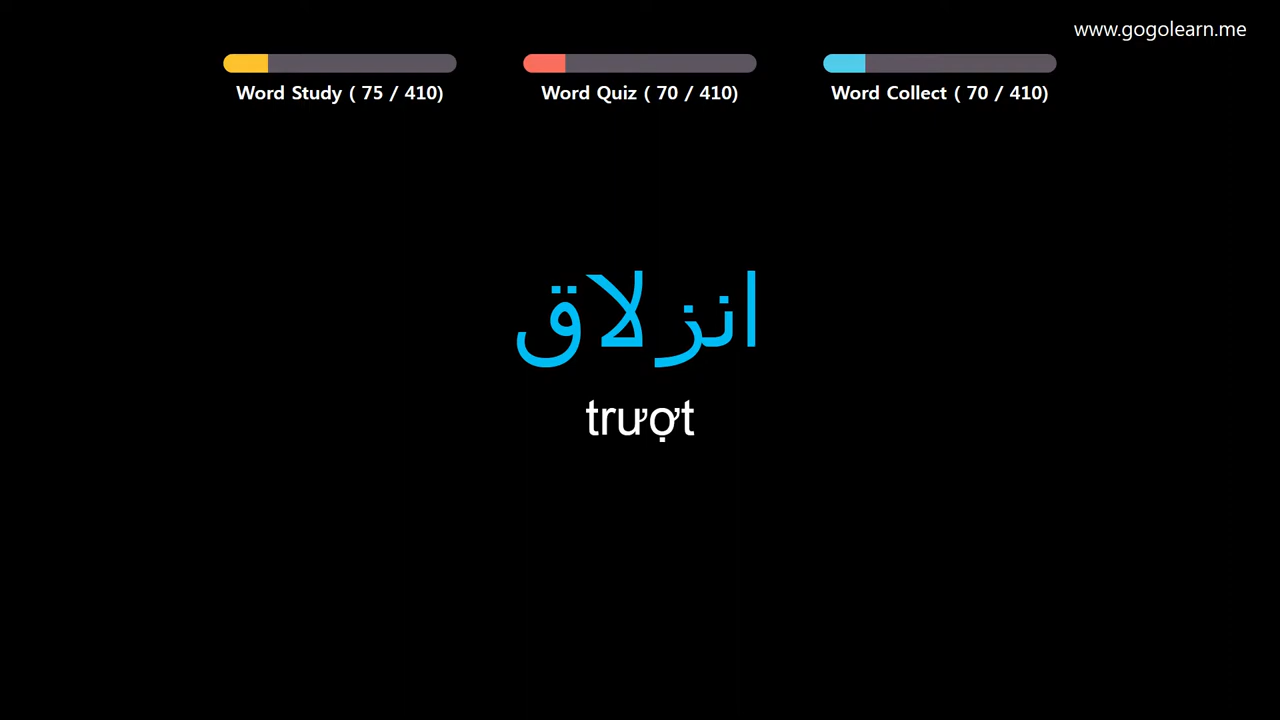 www.gogolearn.me
Word Study ( 75 / 410)
Word Quiz ( 70 / 410)
Word Collect ( 70 / 410)
انزلاق
trượt